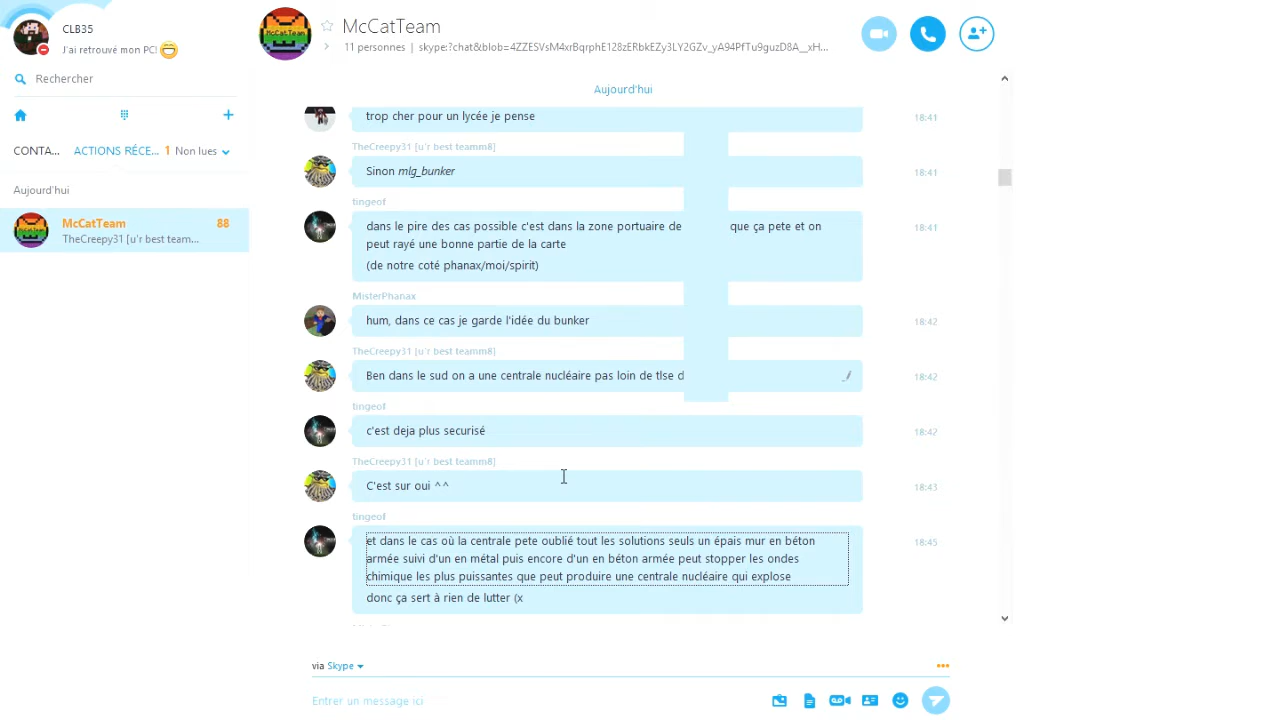 CLB35
J'ai retrouvé mon PC!
Rechercher
CONTA...
ACTIONS RÉCE...
1 Non lues
Aujourd'hui
McCatTeam
88
TheCreepy31 [u'r best team...
McCatTeam
McCatTeam
11 personnes | skype:?chat&blob=4ZZESVsM4xrBqrphE128zERbkEZy3LY2GZv_yA94PfTu9guzD8A__xH...
Aujourd'hui
trop cher pour un lycée je pense
18:41
TheCreepy31 [u'r best teamm8]
Sinon mlg_bunker
18:41
tingeof
dans le pire des cas possible c'est dans la zone portuaire de que ça pete et on
18:41
peut rayé une bonne partie de la carte
(de notre coté phanax/moi/spirit)
MisterPhanax
hum, dans ce cas je garde l'idée du bunker
18:42
TheCreepy31 [u'r best teamm8]
Ben dans le sud on a une centrale nucléaire pas loin de tlse d
18:42
tingeof
c'est deja plus securisé
18:42
TheCreepy31 [u'r best teamm8]
C'est sur oui ^^
18:43
tingeof
et dans le cas où la centrale pete oublié tout les solutions seuls un épais mur en béton
18:45
armée suivi d'un en métal puis encore d'un en béton armée peut stopper les ondes
chimique les plus puissantes que peut produire une centrale nucléaire qui explose
donc ça sert à rien de lutter (x
via Skype
Entrer un message ici